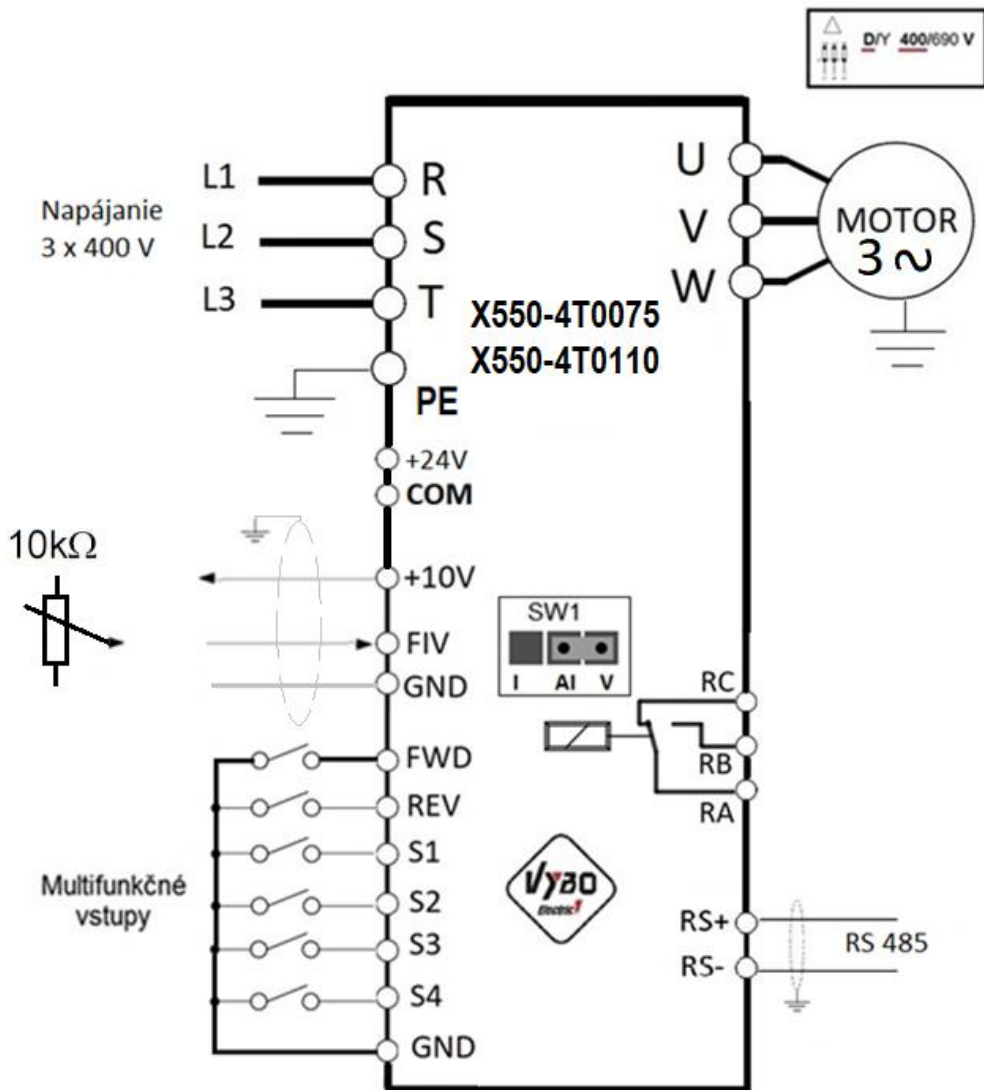 D/Y 400/690 V
L1
R
U
Napájanie
3 x 400 V
L2
S
V
MOTOR
3 ~
L3
T
W
X550-4T0075
X550-4T0110
PE
+24V
COM
10kΩ
+10V
SW1
FIV
I AI V
GND
RC
FWD
RB
REV
RA
S1
Multifunkčné
vstupy
S2
VYBO
Electric
RS+
RS 485
S3
RS-
S4
GND